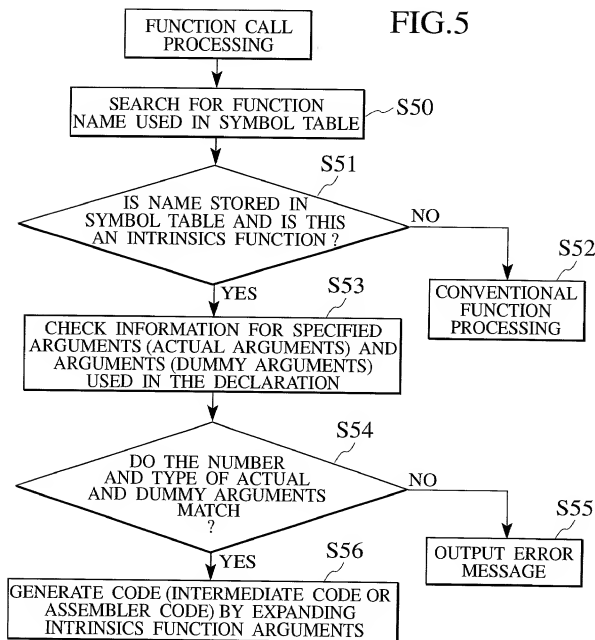 FUNCTION CALL
PROCESSING
FIG.5
SEARCH FOR FUNCTION
NAME USED IN SYMBOL TABLE
S50
S51
IS NAME STORED IN
SYMBOL TABLE AND IS THIS
AN INTRINSICS FUNCTION ?
NO
S52
CONVENTIONAL
FUNCTION
PROCESSING
YES
S53
CHECK INFORMATION FOR SPECIFIED
ARGUMENTS (ACTUAL ARGUMENTS) AND
ARGUMENTS (DUMMY ARGUMENTS)
USED IN THE DECLARATION
S54
DO THE NUMBER
AND TYPE OF ACTUAL
AND DUMMY ARGUMENTS
MATCH
?
NO
S55
OUTPUT ERROR
MESSAGE
YES
S56
GENERATE CODE (INTERMEDIATE CODE OR
ASSEMBLER CODE) BY EXPANDING
INTRINSICS FUNCTION ARGUMENTS